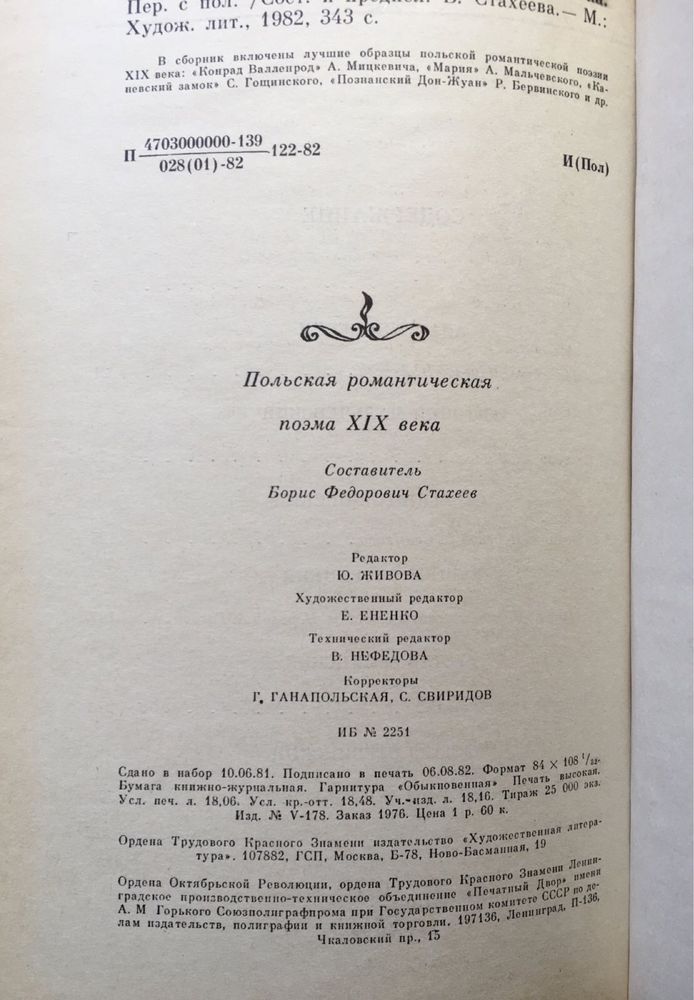 Пер. с пол. /Сост. и предисл. Б. Стахеева.— М.:
Худож. лит., 1982, 343 с.
В сборник включены лучшие образцы польской романтической поэзии
XIX века: «Конрад Валленрод» А. Мицкевича, «Мария» А. Мальчевского, «Ка-
невский замок» С. Гощинского, «Познанский Дон-Жуан» Р. Бервинского и др.
П 4703000000-139
028(01)-82 122-82
И(Пол)
Польская романтическая
поэма XIX века
Составитель
Борис Федорович Стахеев
Редактор
Ю. ЖИВОВА
Художественный редактор
Е. ЕНЕНКО
Технический редактор
В. НЕФЕДОВА
Корректоры
Г. ГАНАПОЛЬСКАЯ, С. СВИРИДОВ
ИБ № 2251
Сдано в набор 10.06.81. Подписано в печать 06.08.82. Формат 84 × 108 1/32.
Бумага книжно-журнальная. Гарнитура «Обыкновенная» Печать высокая.
Усл. печ. л. 18,06. Усл. кр.-отт. 18,48. Уч.-изд. л. 18,16. Тираж 25 000 экз.
Изд. № V-178. Заказ 1976. Цена 1 р. 60 к.
Ордена Трудового Красного Знамени издательство «Художественная литера-
тура». 107882, ГСП, Москва, Б-78, Ново-Басманная, 19
Ордена Октябрьской Революции, ордена Трудового Красного Знамени Ленин-
градское производственно-техническое объединение «Печатный Двор» имени
А. М Горького Союзполиграфпрома при Государственном комитете СССР по де-
лам издательств, полиграфии и книжной торговли. 197136, Ленинград, П-136,
Чкаловский пр., 15